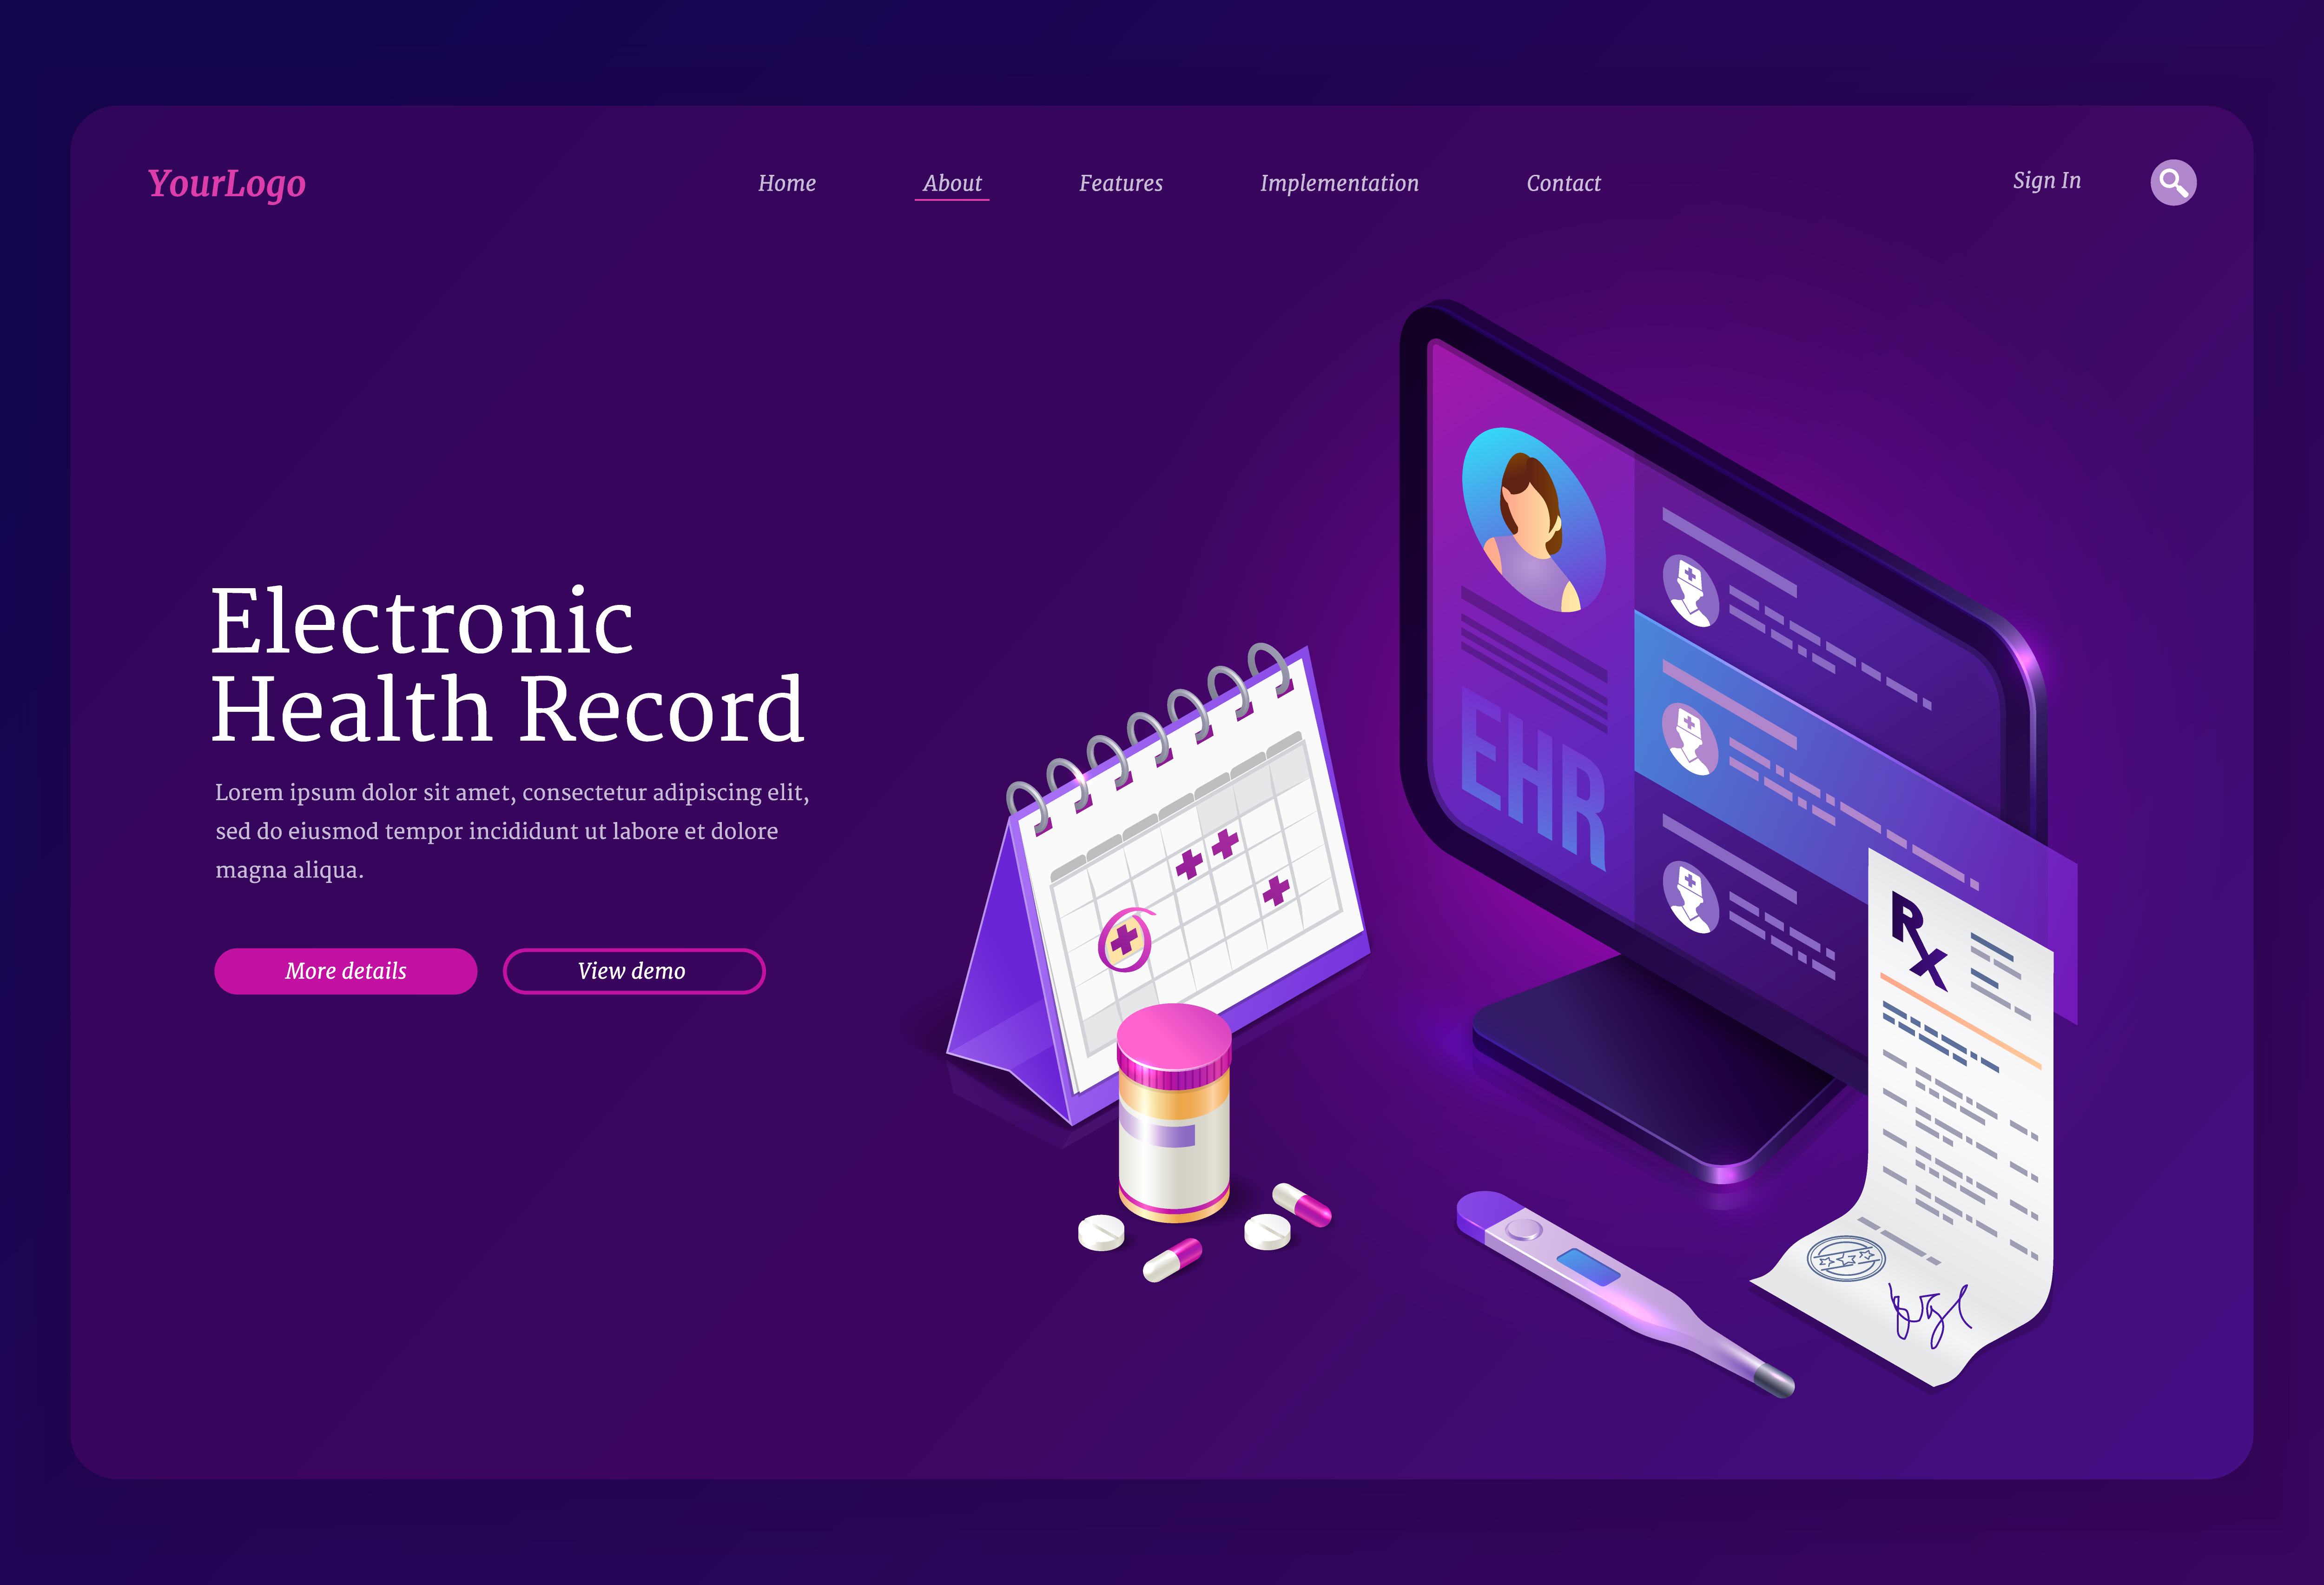 YourLogo
Home
About
Features
Implementation
Contact
Sign In
Electronic
Health Record
Lorem ipsum dolor sit amet, consectetur adipiscing elit,
sed do eiusmod tempor incididunt ut labore et dolore
magna aliqua.
More details
View demo
EHR
Rx